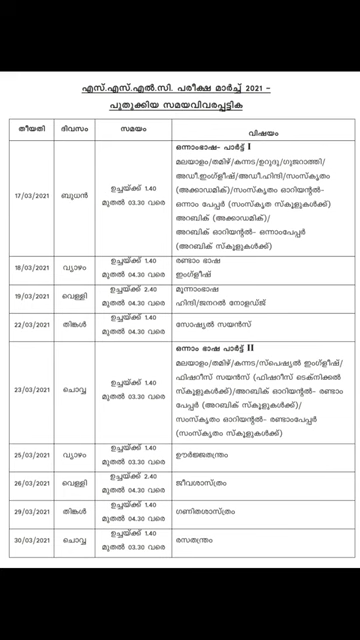 എസ്.എസ്.എൽ.സി. പരീക്ഷ മാർച്ച് 2021 –
പുതുക്കിയ സമയവിവരപ്പട്ടിക
തീയതി ദിവസം സമയം വിഷയം
17/03/2021 ബുധൻ ഉച്ചയ്ക്ക് 1.40
മുതൽ 03.30 വരെ
ഒന്നാംഭാഷ- പാർട്ട് I
മലയാളം/തമിഴ്/കന്നട/ഉറുദു/ഗുജറാത്തി/
അഡീ.ഇംഗ്ലീഷ്/അഡീ.ഹിന്ദി/സംസ്കൃതം
(അക്കാഡമിക്)/സംസ്കൃതം ഓറിയന്റൽ-
ഒന്നാം പേപ്പർ (സംസ്കൃത സ്കൂളുകൾക്ക്)
അറബിക് (അക്കാഡമിക്)/
അറബിക് ഓറിയന്റൽ- ഒന്നാംപേപ്പർ
(അറബിക് സ്കൂളുകൾക്ക്)
18/03/2021 വ്യാഴം ഉച്ചയ്ക്ക് 1.40
മുതൽ 04.30 വരെ
രണ്ടാം ഭാഷ
ഇംഗ്ലീഷ്
19/03/2021 വെള്ളി ഉച്ചയ്ക്ക് 2.40
മുതൽ 04.30 വരെ
മൂന്നാംഭാഷ
ഹിന്ദി/ജനറൽ നോളഡ്ജ്
22/03/2021 തിങ്കൾ ഉച്ചയ്ക്ക് 1.40
മുതൽ 04.30 വരെ
സോഷ്യൽ സയൻസ്
23/03/2021 ചൊവ്വ ഉച്ചയ്ക്ക് 1.40
മുതൽ 03.30 വരെ
ഒന്നാം ഭാഷ പാർട്ട് II
മലയാളം/തമിഴ്/കന്നട/സ്പെഷ്യൽ ഇംഗ്ലീഷ്/
ഫിഷറീസ് സയൻസ് (ഫിഷറീസ് ടെക്നിക്കൽ
സ്കൂളുകൾക്ക്)/അറബിക് ഓറിയന്റൽ- രണ്ടാം
പേപ്പർ (അറബിക് സ്കൂളുകൾക്ക്)/
സംസ്കൃതം ഓറിയന്റൽ- രണ്ടാംപേപ്പർ
(സംസ്കൃതം സ്കൂളുകൾക്ക്)
25/03/2021 വ്യാഴം ഉച്ചയ്ക്ക് 1.40
മുതൽ 03.30 വരെ
ഊർജ്ജതന്ത്രം
26/03/2021 വെള്ളി ഉച്ചയ്ക്ക് 2.40
മുതൽ 04.30 വരെ
ജീവശാസ്ത്രം
29/03/2021 തിങ്കൾ ഉച്ചയ്ക്ക് 1.40
മുതൽ 04.30 വരെ
ഗണിതശാസ്ത്രം
30/03/2021 ചൊവ്വ ഉച്ചയ്ക്ക് 1.40
മുതൽ 03.30 വരെ
രസതന്ത്രം